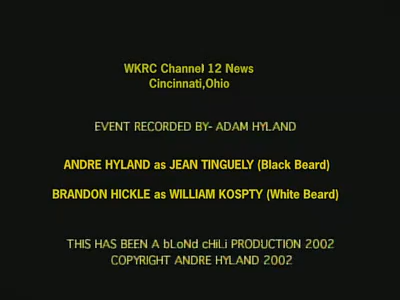 WKRC Channel 12 News
Cincinnati,Ohio
EVENT RECORDED BY- ADAM HYLAND
ANDRE HYLAND as JEAN TINGUELY (Black Beard)
BRANDON HICKLE as WILLIAM KOSPTY (White Beard)
THIS HAS BEEN A bLoNd cHiLi PRODUCTION 2002
COPYRIGHT ANDRE HYLAND 2002